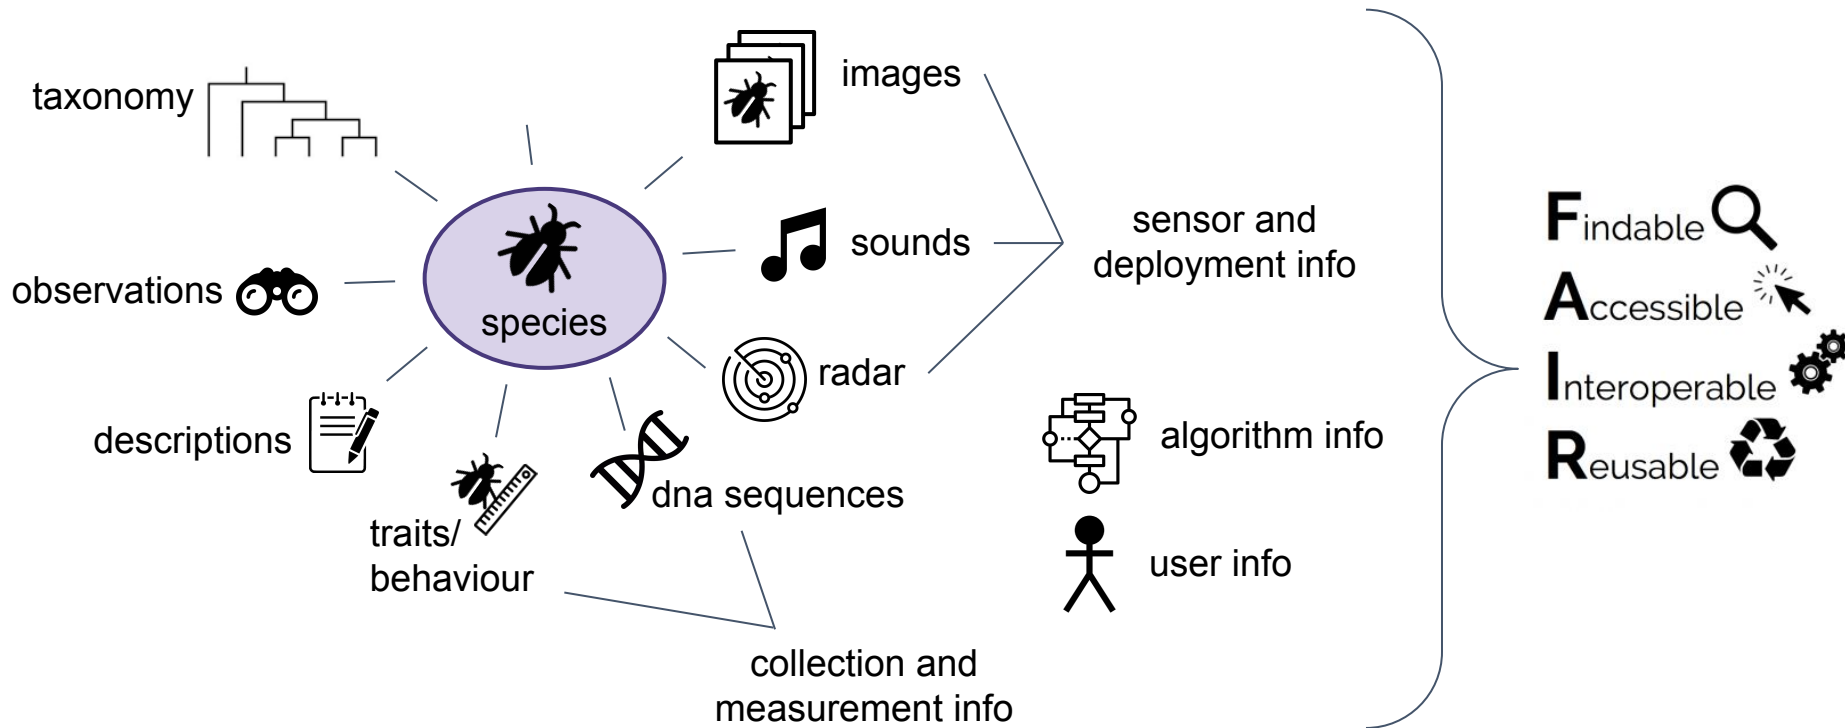 taxonomy
observations
descriptions
traits/
behaviour
species
images
sounds
radar
dna sequences
collection and
measurement info
sensor and
deployment info
algorithm info
user info
Findable
Accessible
Interoperable
Reusable